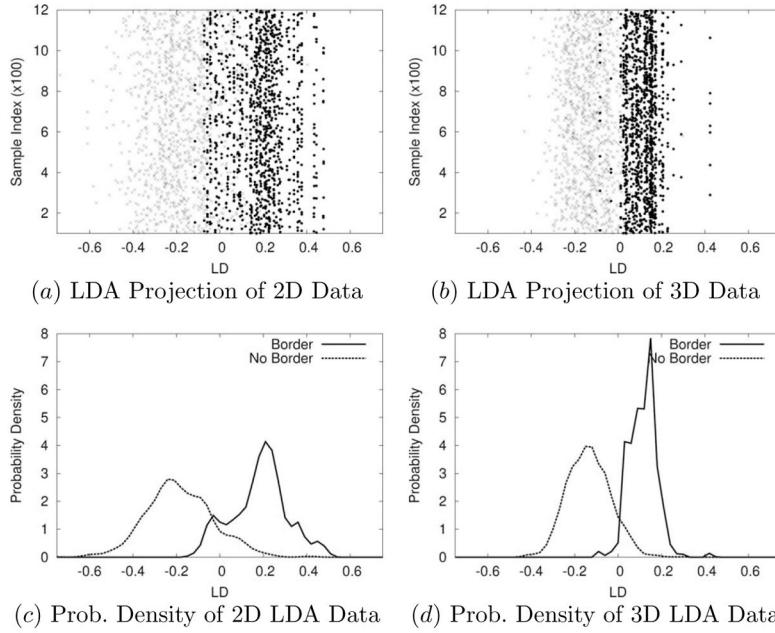 12
10
8
6
4
2
Sample Index (x100)
-0.6 -0.4 -0.2 0 0.2 0.4 0.6
LD
(a) LDA Projection of 2D Data
12
10
8
6
4
2
Sample Index (x100)
-0.6 -0.4 -0.2 0 0.2 0.4 0.6
LD
(b) LDA Projection of 3D Data
8
7
6
5
4
3
2
1
0
Probability Density
Border
No Border
-0.6 -0.4 -0.2 0 0.2 0.4 0.6
LD
(c) Prob. Density of 2D LDA Data
8
7
6
5
4
3
2
1
0
Probability Density
Border
No Border
-0.6 -0.4 -0.2 0 0.2 0.4 0.6
LD
(d) Prob. Density of 3D LDA Data